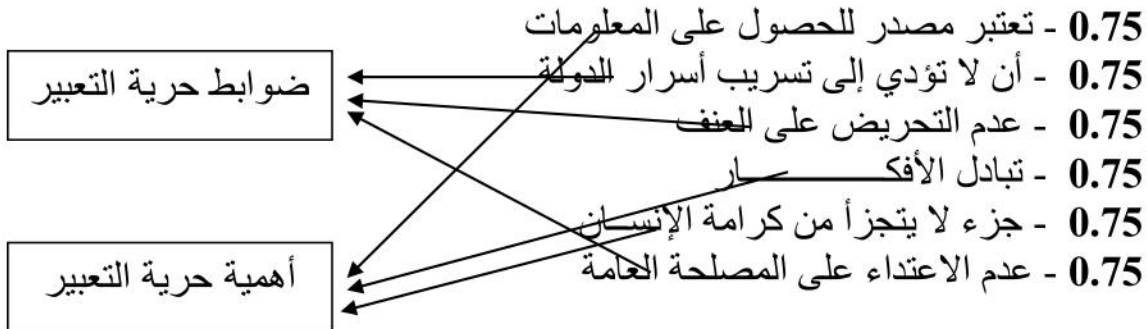 0.75 - تعتبر مصدر للحصول على المعلومات
0.75 - أن لا تؤدي إلى تسريب أسرار الدولة
ضوابط حرية التعبير
0.75 - عدم التحريض على العنف
0.75 - تبادل الأفكـــــــــار
0.75 - جزء لا يتجزأ من كرامة الإنســان
0.75 - عدم الاعتداء على المصلحة العامة
أهمية حرية التعبير